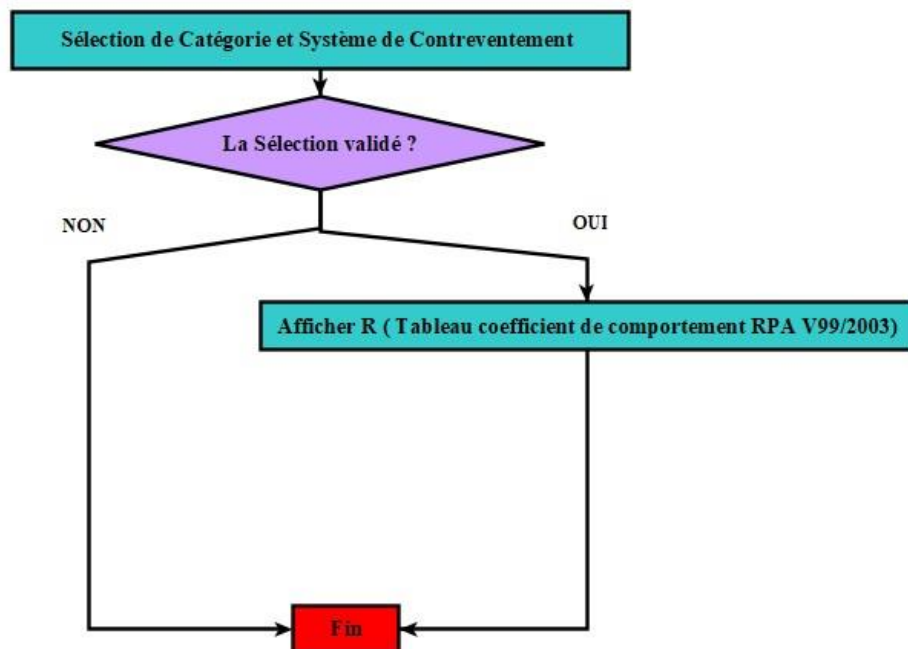 Sélection de Catégorie et Système de Contreventement
La Sélection validé ?
NON
OUI
Afficher R ( Tableau coefficient de comportement RPA V99/2003)
Fin